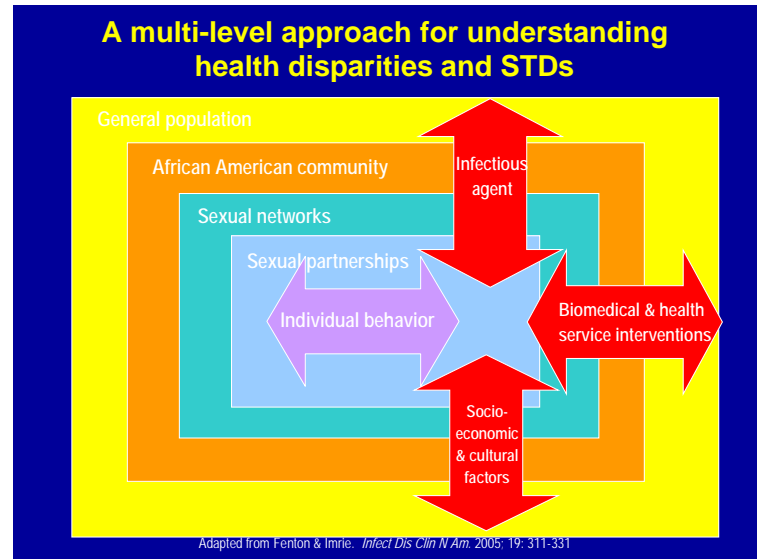 A multi-level approach for understanding
health disparities and STDs
General population
African American community
Infectious
agent
Sexual networks
Sexual partnerships
Individual behavior
Biomedical & health
service interventions
Socio-
economic
& cultural
factors
Adapted from Fenton & Imrie. Infect Dis Clin N Am. 2005; 19: 311-331